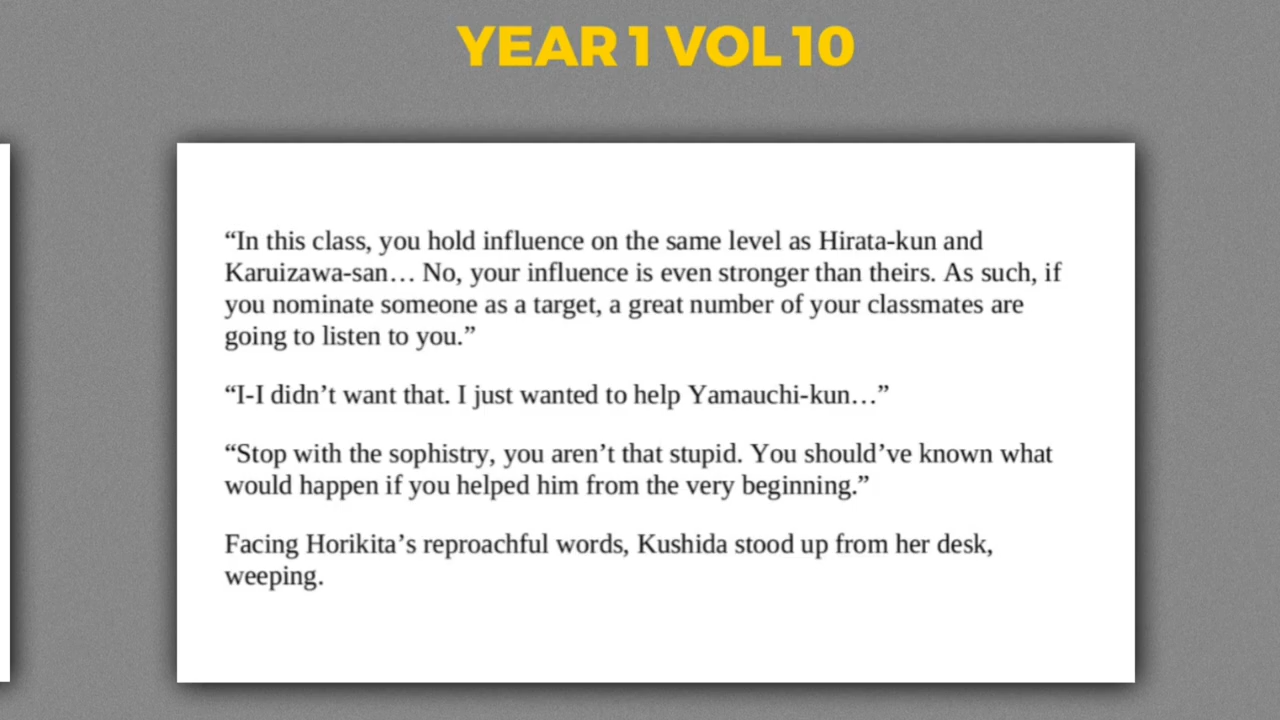 YEAR 1 VOL 10
“In this class, you hold influence on the same level as Hirata-kun and
Karuizawa-san… No, your influence is even stronger than theirs. As such, if
you nominate someone as a target, a great number of your classmates are
going to listen to you.”
“I-I didn’t want that. I just wanted to help Yamauchi-kun…”
“Stop with the sophistry, you aren’t that stupid. You should’ve known what
would happen if you helped him from the very beginning.”
Facing Horikita’s reproachful words, Kushida stood up from her desk,
weeping.